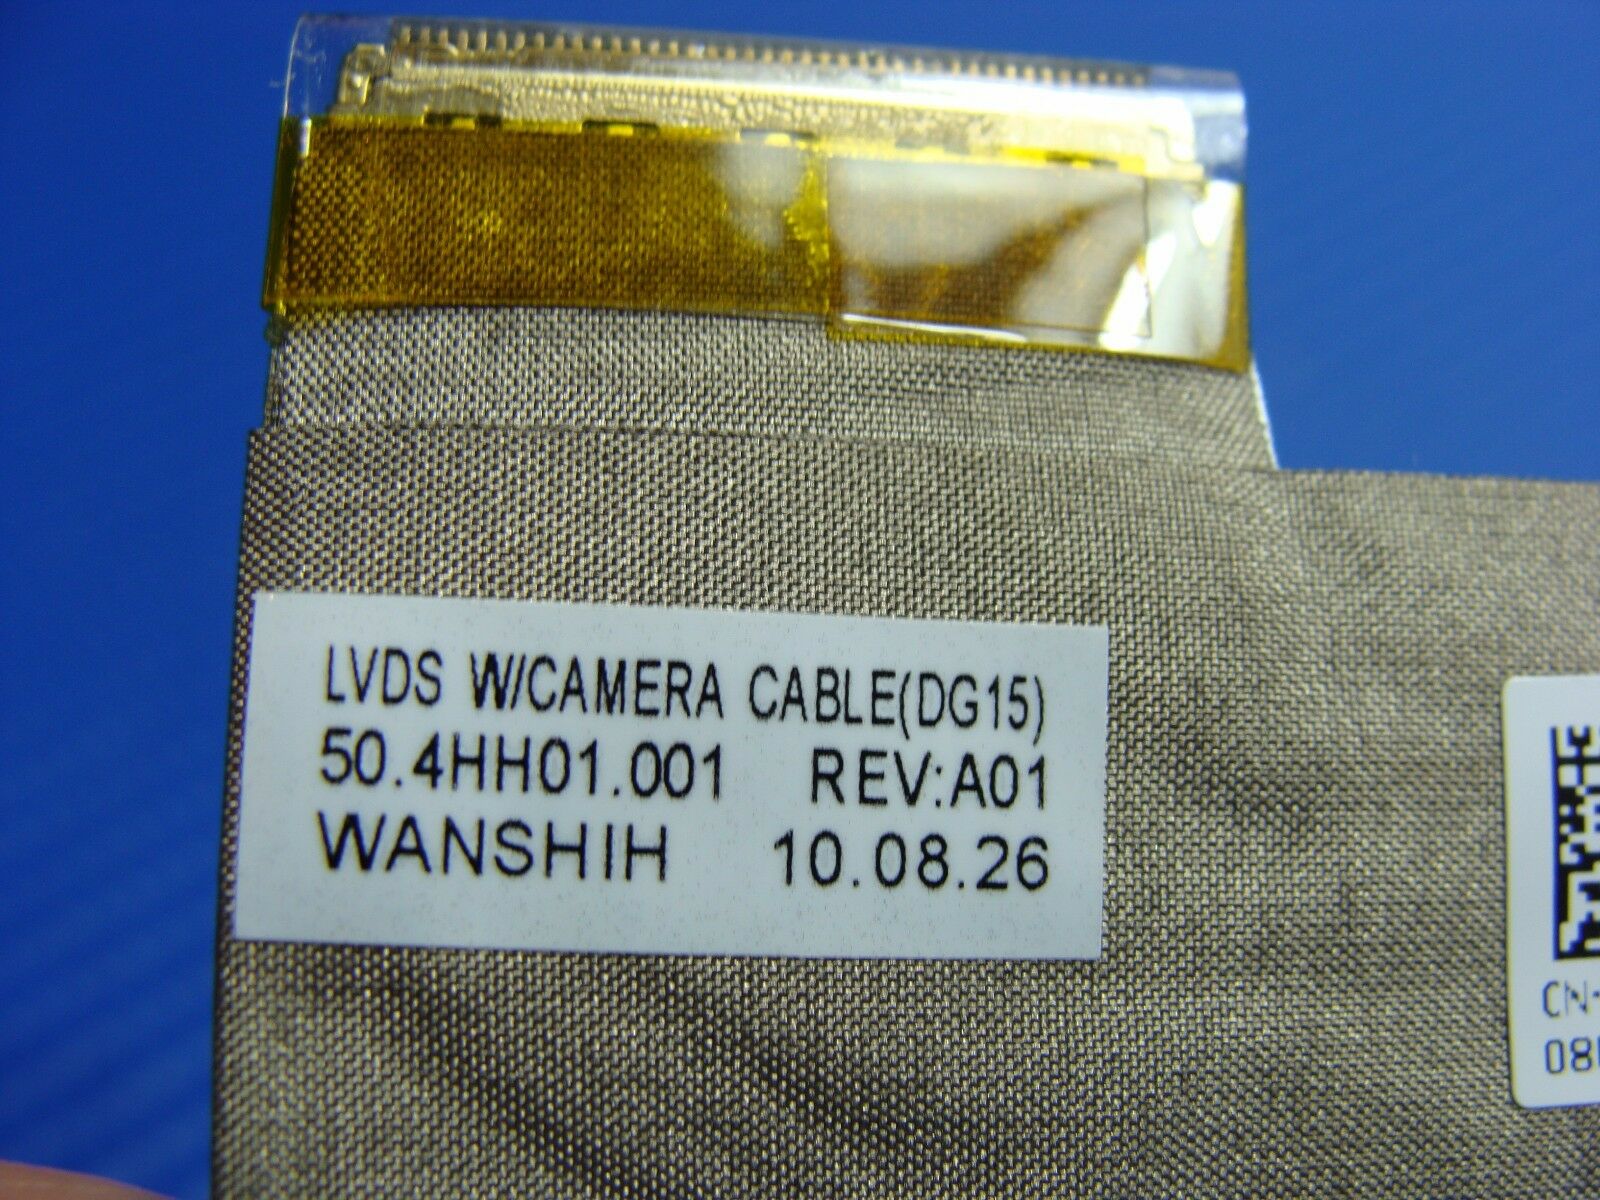 LVDS W/CAMERA CABLE(DG15)
50.4HH01.001 REV:A01
WANSHIH 10.08.26
CN-
08